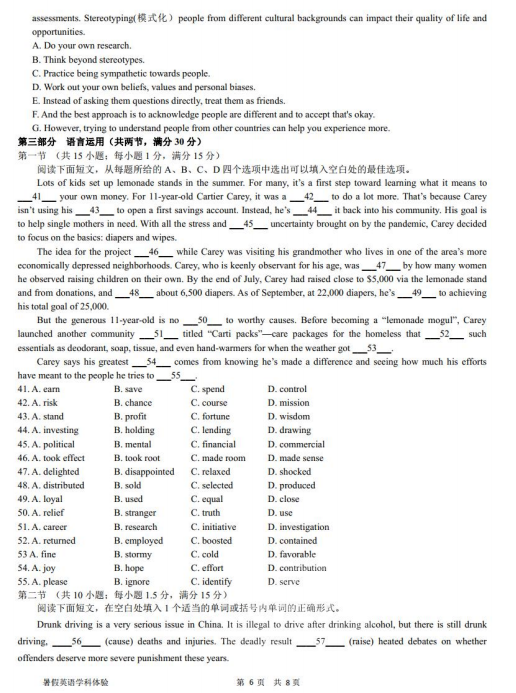 assessments. Stereotyping(模式化）people from different cultural backgrounds can impact their quality of life and
opportunities.
A. Do your own research.
B. Think beyond stereotypes.
C. Practice being sympathetic towards people.
D. Work out your own beliefs, values and personal biases.
E. Instead of asking them questions directly, treat them as friends.
F. And the best approach is to acknowledge people are different and to accept that's okay.
G. However, trying to understand people from other countries can help you experience more.
第三部分 语言运用（共两节，满分 30 分）
第一节 （共 15 小题；每小题 1 分，满分 15 分）
阅读下面短文，从每题所给的 A、B、C、D 四个选项中选出可以填入空白处的最佳选项。
Lots of kids set up lemonade stands in the summer. For many, it's a first step toward learning what it means to
__41__ your own money. For 11-year-old Cartier Carey, it was a __42__ to do a lot more. That's because Carey
isn't using his __43__ to open a first savings account. Instead, he's __44__ it back into his community. His goal is
to help single mothers in need. With all the stress and __45__ uncertainty brought on by the pandemic, Carey decided
to focus on the basics: diapers and wipes.
The idea for the project __46__ while Carey was visiting his grandmother who lives in one of the area's more
economically depressed neighborhoods. Carey, who is keenly observant for his age, was __47__ by how many women
he observed raising children on their own. By the end of July, Carey had raised close to $5,000 via the lemonade stand
and from donations, and __48__ about 6,500 diapers. As of September, at 22,000 diapers, he's __49__ to achieving
his total goal of 25,000.
But the generous 11-year-old is no __50__ to worthy causes. Before becoming a "lemonade mogul", Carey
launched another community __51__ titled "Carti packs"—care packages for the homeless that __52__ such
essentials as deodorant, soap, tissue, and even hand-warmers for when the weather got __53__.
Carey says his greatest __54__ comes from knowing he's made a difference and seeing how much his efforts
have meant to the people he tries to __55__.
41. A. earn B. save C. spend D. control
42. A. risk B. chance C. course D. mission
43. A. stand B. profit C. fortune D. wisdom
44. A. investing B. holding C. lending D. drawing
45. A. political B. mental C. financial D. commercial
46. A. took effect B. took root C. made room D. made sense
47. A. delighted B. disappointed C. relaxed D. shocked
48. A. distributed B. sold C. selected D. produced
49. A. loyal B. used C. equal D. close
50. A. relief B. stranger C. truth D. use
51. A. career B. research C. initiative D. investigation
52. A. returned B. employed C. boosted D. contained
53 A. fine B. stormy C. cold D. favorable
54. A. joy B. hope C. effort D. contribution
55. A. please B. ignore C. identify D. serve
第二节 （共 10 小题；每小题 1.5 分，满分 15 分）
阅读下面短文，在空白处填入 1 个适当的单词或括号内单词的正确形式。
Drunk driving is a very serious issue in China. It is illegal to drive after drinking alcohol, but there is still drunk
driving, __56__ (cause) deaths and injuries. The deadly result __57__ (raise) heated debates on whether
offenders deserve more severe punishment these years.
暑假英语学科体验 第 6 页 共 8 页